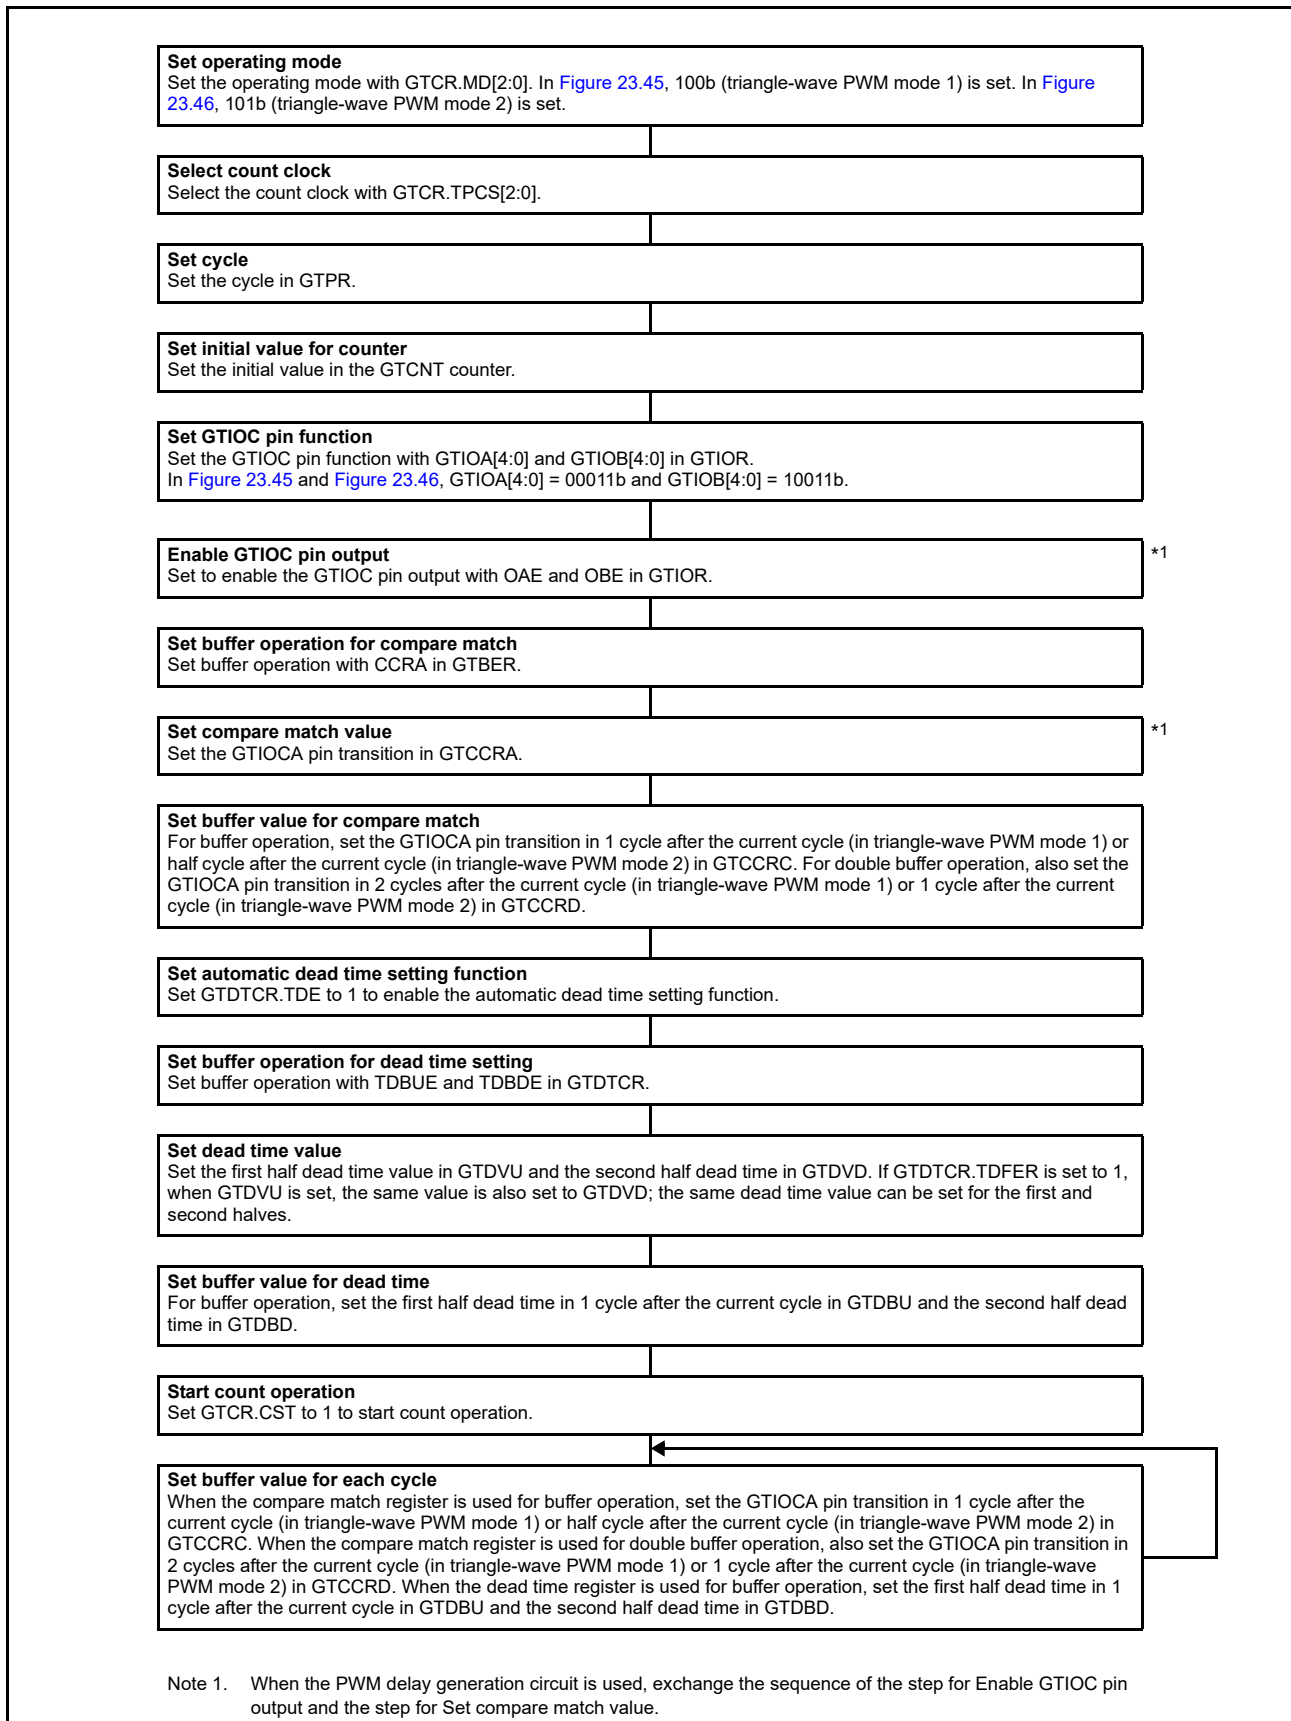 Set operating mode
Set the operating mode with GTCR.MD[2:0]. In Figure 23.45, 100b (triangle-wave PWM mode 1) is set. In Figure
23.46, 101b (triangle-wave PWM mode 2) is set.
Select count clock
Select the count clock with GTCR.TPCS[2:0].
Set cycle
Set the cycle in GTPR.
Set initial value for counter
Set the initial value in the GTCNT counter.
Set GTIOC pin function
Set the GTIOC pin function with GTIOA[4:0] and GTIOB[4:0] in GTIOR.
In Figure 23.45 and Figure 23.46, GTIOA[4:0] = 00011b and GTIOB[4:0] = 10011b.
Enable GTIOC pin output *1
Set to enable the GTIOC pin output with OAE and OBE in GTIOR.
Set buffer operation for compare match
Set buffer operation with CCRA in GTBER.
Set compare match value *1
Set the GTIOCA pin transition in GTCCRA.
Set buffer value for compare match
For buffer operation, set the GTIOCA pin transition in 1 cycle after the current cycle (in triangle-wave PWM mode 1) or
half cycle after the current cycle (in triangle-wave PWM mode 2) in GTCCRC. For double buffer operation, also set the
GTIOCA pin transition in 2 cycles after the current cycle (in triangle-wave PWM mode 1) or 1 cycle after the current
cycle (in triangle-wave PWM mode 2) in GTCCRD.
Set automatic dead time setting function
Set GTDTCR.TDE to 1 to enable the automatic dead time setting function.
Set buffer operation for dead time setting
Set buffer operation with TDBUE and TDBDE in GTDTCR.
Set dead time value
Set the first half dead time value in GTDVU and the second half dead time in GTDVD. If GTDTCR.TDFER is set to 1,
when GTDVU is set, the same value is also set to GTDVD; the same dead time value can be set for the first and
second halves.
Set buffer value for dead time
For buffer operation, set the first half dead time in 1 cycle after the current cycle in GTDBU and the second half dead
time in GTDBD.
Start count operation
Set GTCR.CST to 1 to start count operation.
Set buffer value for each cycle
When the compare match register is used for buffer operation, set the GTIOCA pin transition in 1 cycle after the
current cycle (in triangle-wave PWM mode 1) or half cycle after the current cycle (in triangle-wave PWM mode 2) in
GTCCRC. When the compare match register is used for double buffer operation, also set the GTIOCA pin transition in
2 cycles after the current cycle (in triangle-wave PWM mode 1) or 1 cycle after the current cycle (in triangle-wave
PWM mode 2) in GTCCRD. When the dead time register is used for buffer operation, set the first half dead time in 1
cycle after the current cycle in GTDBU and the second half dead time in GTDBD.
Note 1. When the PWM delay generation circuit is used, exchange the sequence of the step for Enable GTIOC pin
output and the step for Set compare match value.